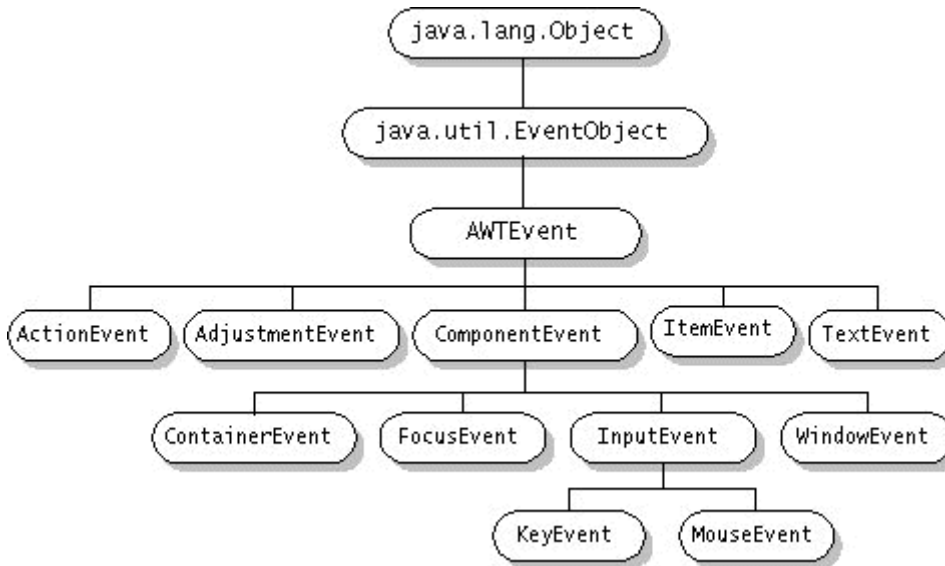 java.lang.Object
java.util.EventObject
AWTEvent
ActionEvent
AdjustmentEvent
ComponentEvent
ItemEvent
TextEvent
ContainerEvent
FocusEvent
InputEvent
WindowEvent
KeyEvent
MouseEvent